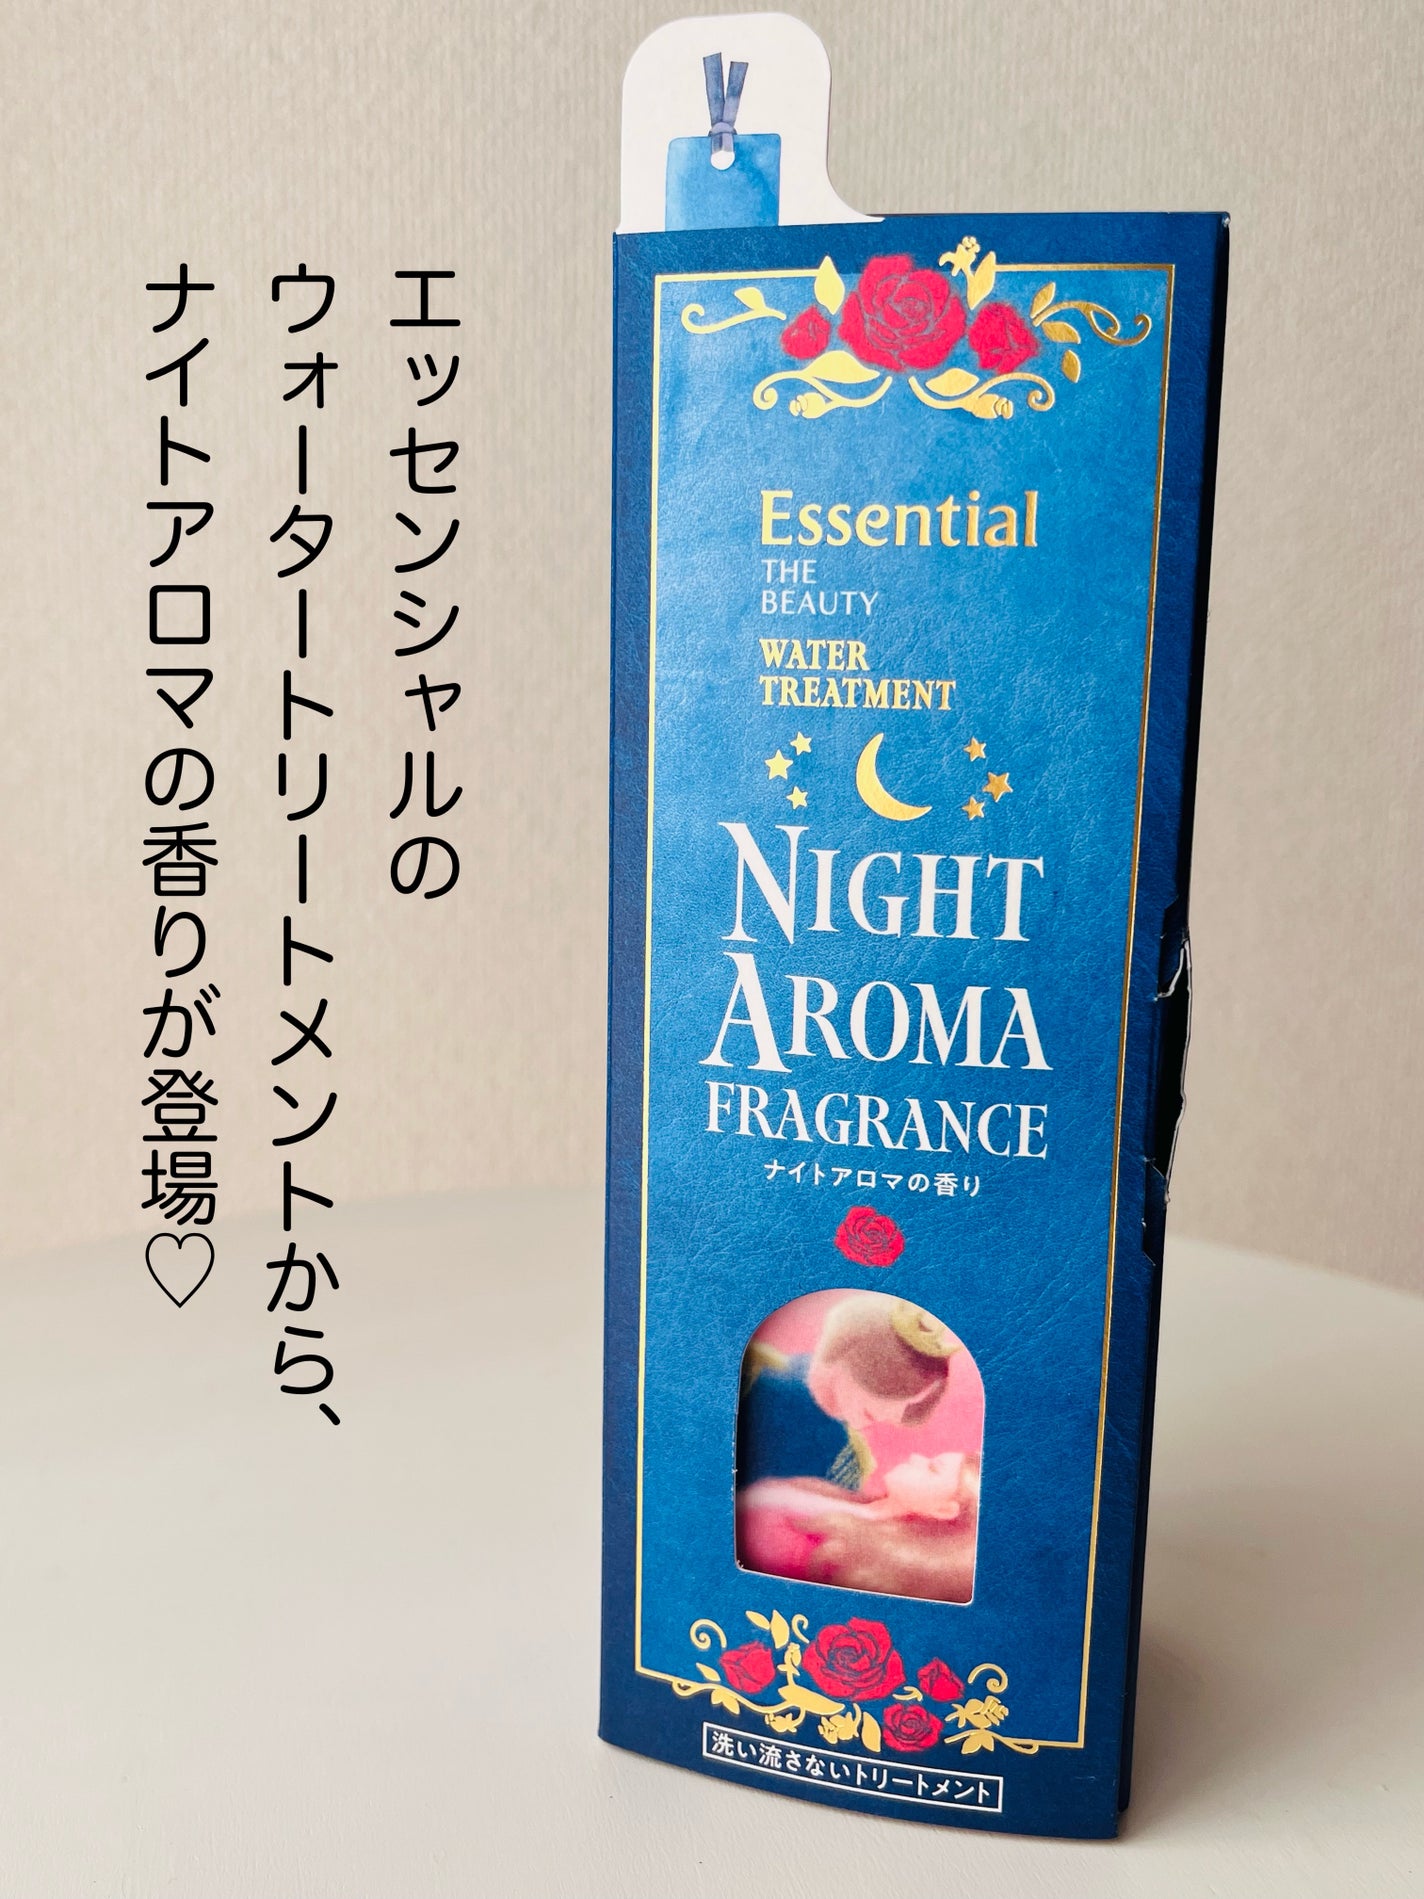 エッセンシャルの
ウォータートリートメントから、
ナイトアロマの香りが登場♡
Essential
THE
BEAUTY
WATER
TREATMENT
NIGHT
AROMA
FRAGRANCE
ナイトアロマの香り
洗い流さないトリートメント